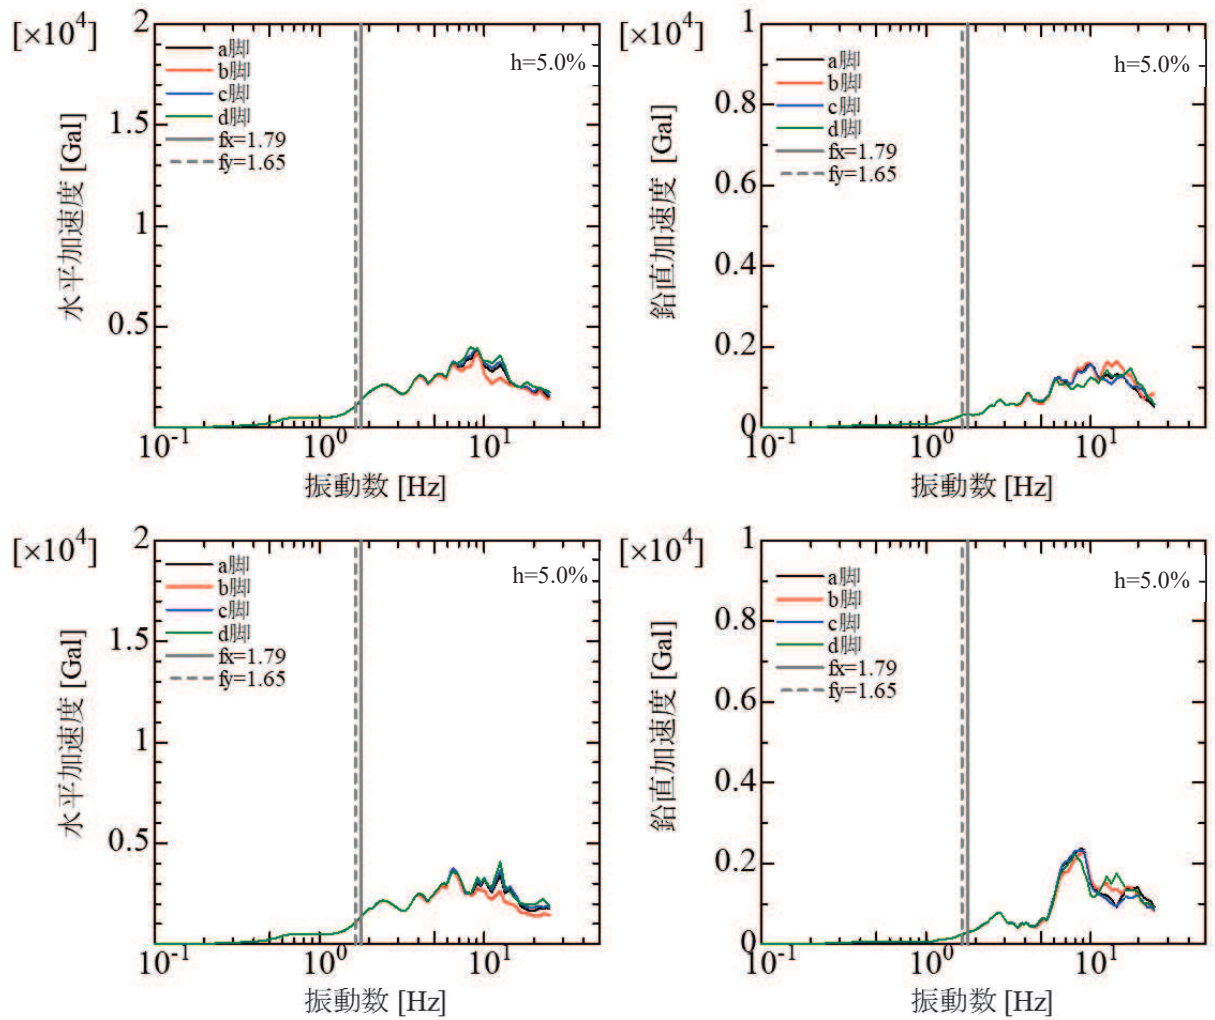 [×10⁴]
2
1.5
1
0.5
水平加速度 [Gal]
a脚
b脚
c脚
d脚
fx=1.79
fy=1.65
h=5.0%
10⁻¹
10⁰
10¹
振動数 [Hz]
[×10⁴]
1
0.8
0.6
0.4
0.2
0
鉛直加速度 [Gal]
a脚
b脚
c脚
d脚
fx=1.79
fy=1.65
h=5.0%
10⁻¹
10⁰
10¹
振動数 [Hz]
[×10⁴]
2
1.5
1
0.5
水平加速度 [Gal]
a脚
b脚
c脚
d脚
fx=1.79
fy=1.65
h=5.0%
10⁻¹
10⁰
10¹
振動数 [Hz]
[×10⁴]
1
0.8
0.6
0.4
0.2
0
鉛直加速度 [Gal]
a脚
b脚
c脚
d脚
fx=1.79
fy=1.65
h=5.0%
10⁻¹
10⁰
10¹
振動数 [Hz]